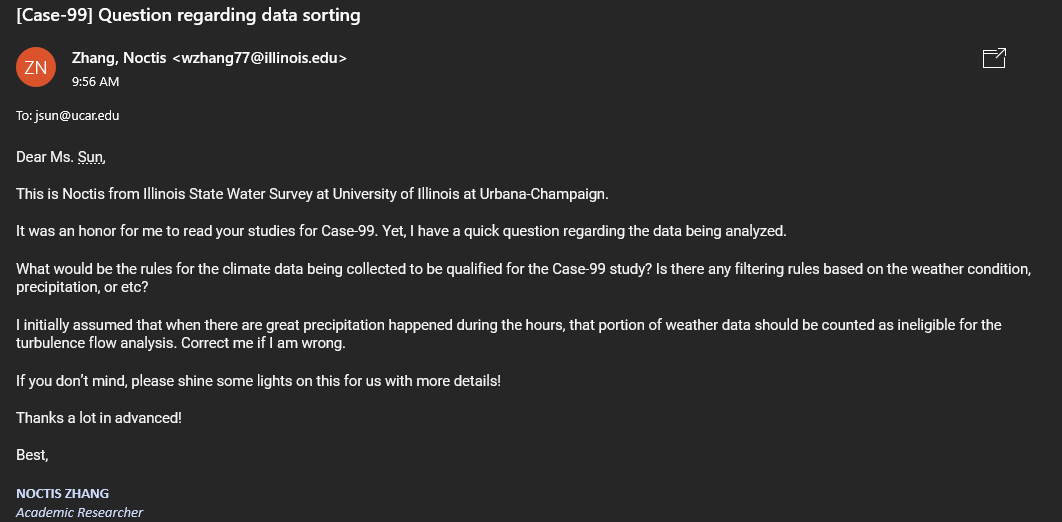 [Case-99] Question regarding data sorting
ZN
Zhang, Noctis <wzhang77@illinois.edu>
9:56 AM
To: jsun@ucar.edu
Dear Ms. Sun,
This is Noctis from Illinois State Water Survey at University of Illinois at Urbana-Champaign.
It was an honor for me to read your studies for Case-99. Yet, I have a quick question regarding the data being analyzed.
What would be the rules for the climate data being collected to be qualified for the Case-99 study? Is there any filtering rules based on the weather condition,
precipitation, or etc?
I initially assumed that when there are great precipitation happened during the hours, that portion of weather data should be counted as ineligible for the
turbulence flow analysis. Correct me if I am wrong.
If you don’t mind, please shine some lights on this for us with more details!
Thanks a lot in advanced!
Best,
NOCTIS ZHANG
Academic Researcher